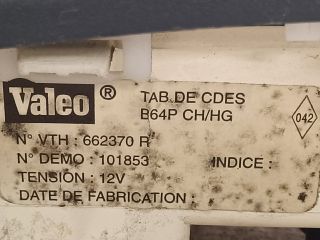 Valeo ® TAB.DE CDES
B64P CH/HG
042
N° VTH : 662370 R
N° DEMO : 101853 INDICE :
TENSION : 12V
DATE DE FABRICATION :